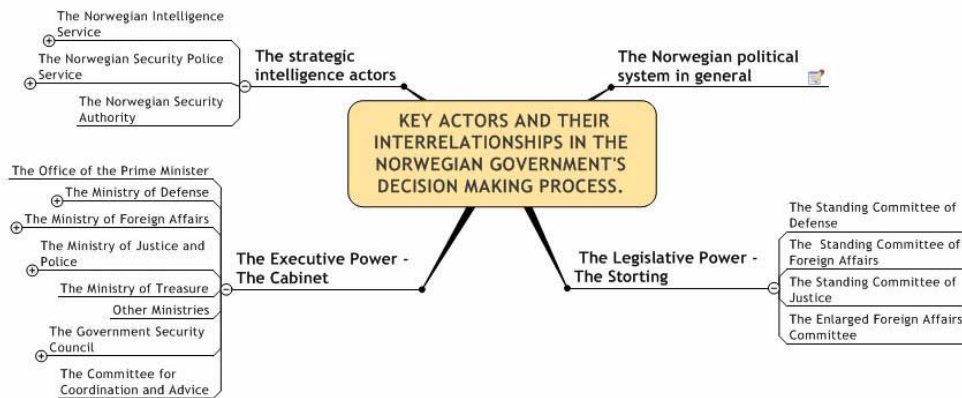 The Norwegian Intelligence
Service
The Norwegian Security Police
Service
The Norwegian Security
Authority
The strategic
intelligence actors
The Norwegian political
system in general
KEY ACTORS AND THEIR
INTERRELATIONSHIPS IN THE
NORWEGIAN GOVERNMENT'S
DECISION MAKING PROCESS.
The Office of the Prime Minister
The Ministry of Defense
The Ministry of Foreign Affairs
The Ministry of Justice and
Police
The Ministry of Treasure
Other Ministries
The Government Security
Council
The Committee for
Coordination and Advice
The Executive Power -
The Cabinet
The Legislative Power -
The Storting
The Standing Committee of
Defense
The Standing Committee of
Foreign Affairs
The Standing Committee of
Justice
The Enlarged Foreign Affairs
Committee